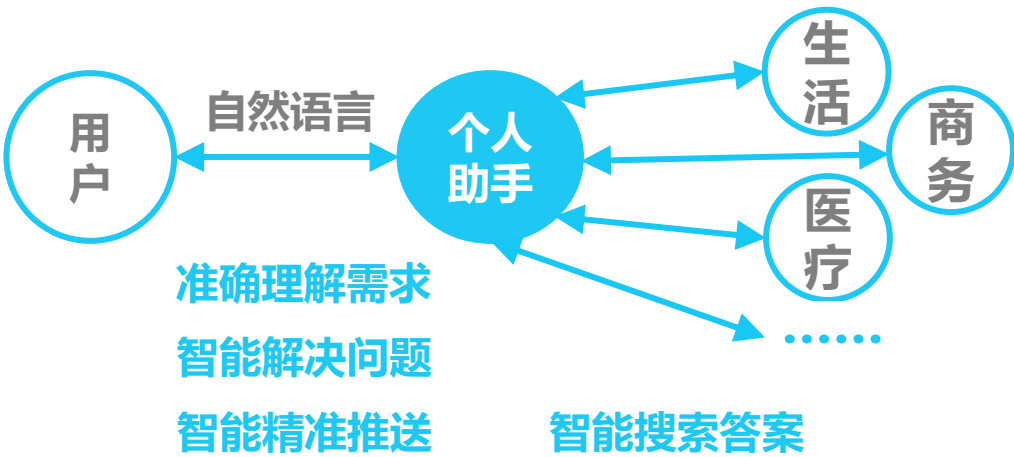 用
户
自然语言
个人
助手
生
活
商
务
医
疗
······
准确理解需求
智能解决问题
智能精准推送
智能搜索答案